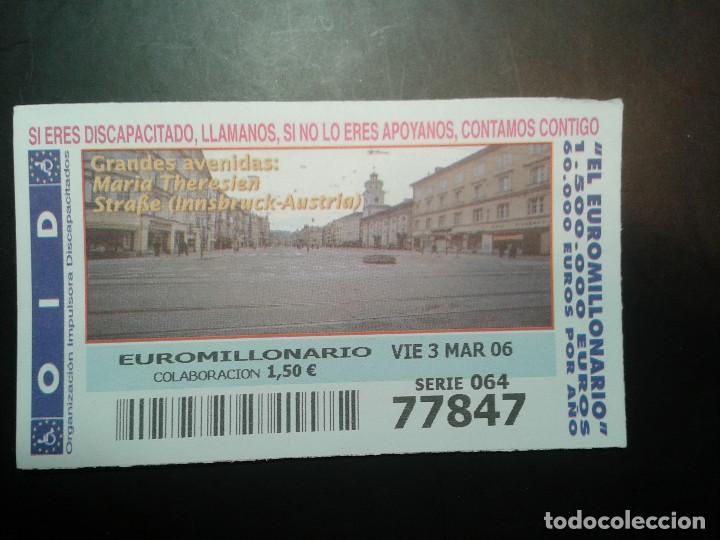 SI ERES DISCAPACITADO, LLAMANOS, SI NO LO ERES APOYANOS, CONTAMOS CONTIGO
OID
Organización Impulsora Discapacitados
Grandes avenidas:
Maria Theresien
Straße (Innsbruck-Austria)
EUROMILLONARIO VIE 3 MAR 06
COLABORACION 1,50 €
SERIE 064
77847
"EL EUROMILLONARIO"
1.500.000 EUROS
60.000 EUROS POR AÑO
todocoleccion.net